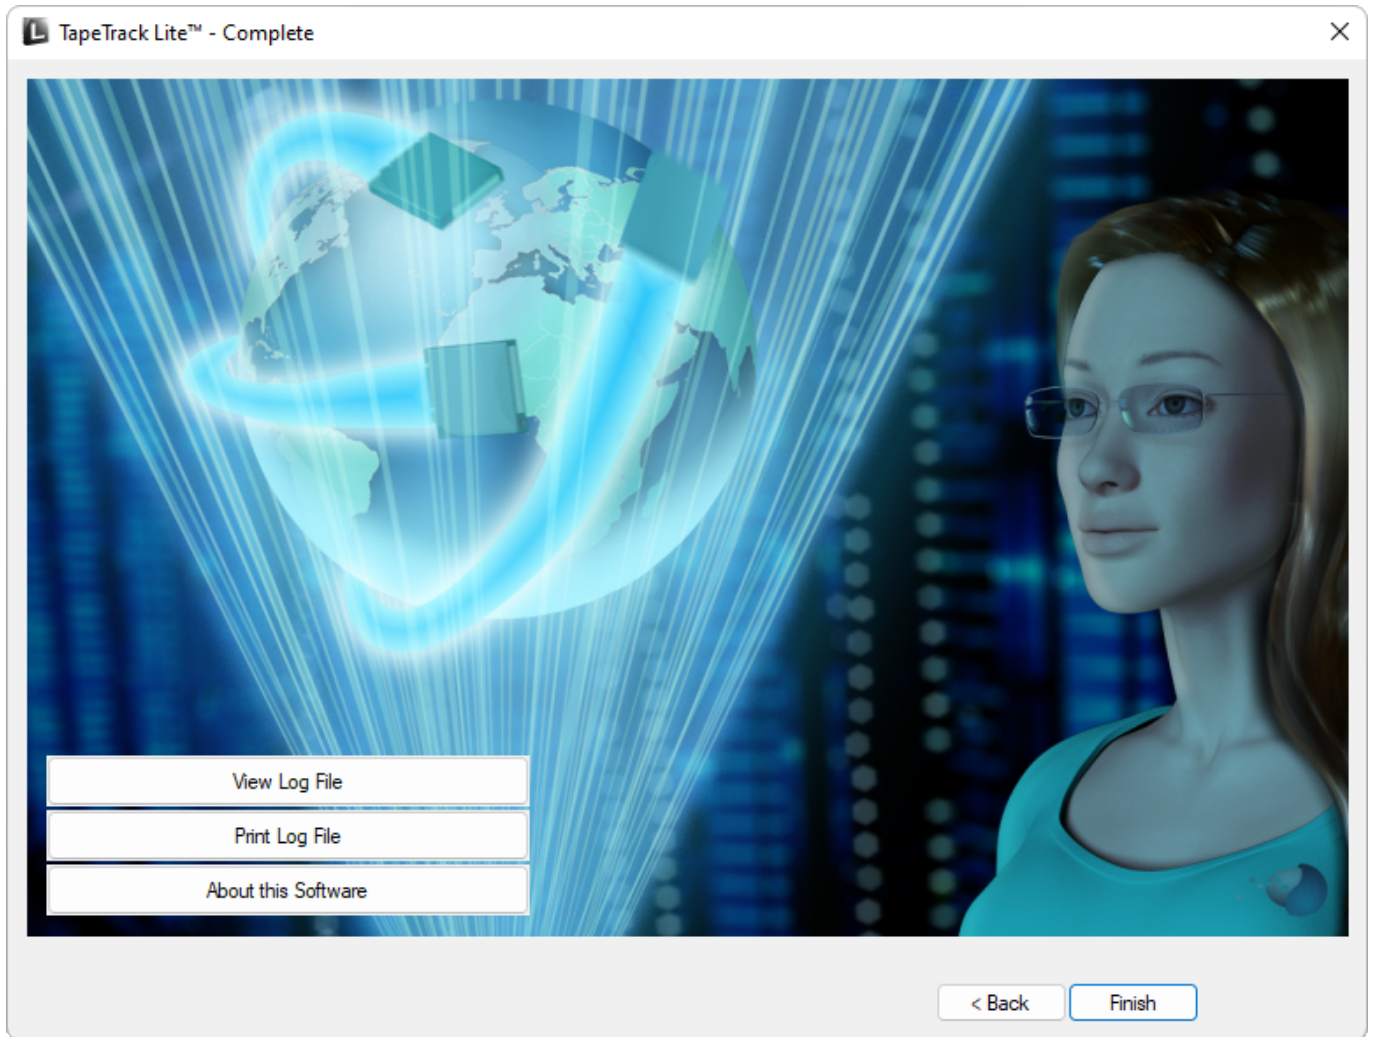 TapeTrack Lite™ - Complete
View Log File
Print Log File
About this Software
< Back
Finish